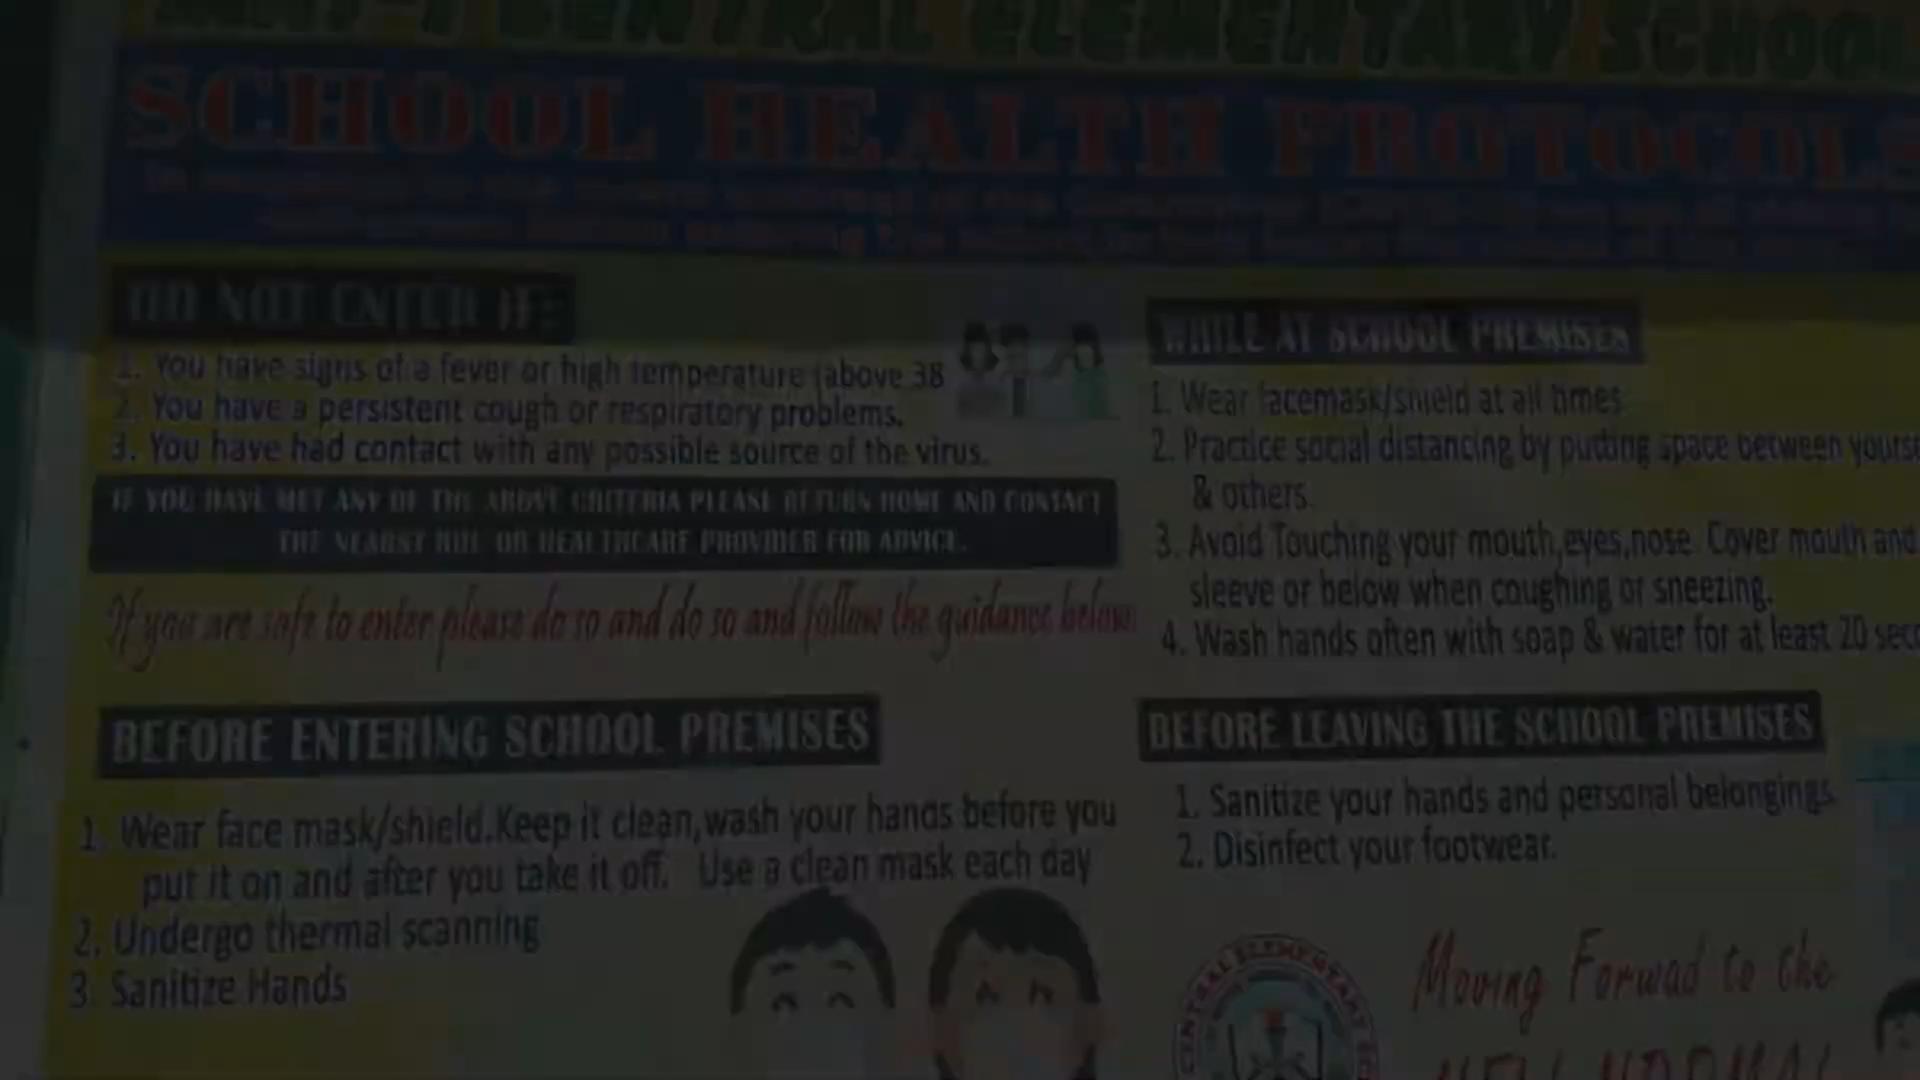 CENTRAL ELEMENTARY SCHOOL
SCHOOL HEALTH PROTOCOLS
DO NOT ENTER IF:
1. You have signs of a fever or high temperature (above 38
2. You have a persistent cough or respiratory problems.
3. You have had contact with any possible source of the virus.
IF YOU HAVE MET ANY OF THE ABOVE CRITERIA PLEASE RETURN HOME AND CONTACT
THE OR HEALTHCARE PROVIDER FOR ADVICE.
If you are safe to enter please do so and do so and follow the guidance below
BEFORE ENTERING SCHOOL PREMISES
1. Wear face mask/shield.Keep it clean,wash your hands before you
put it on and after you take it off. Use a clean mask each day
2. Undergo thermal scanning
3. Sanitize Hands
WHILE AT SCHOOL PREMISES
1. Wear facemask/shield at all times
2. Practice social distancing by putting space between yourse
& others.
3. Avoid Touching your mouth,eyes,nose. Cover mouth and
sleeve or below when coughing or sneezing.
4. Wash hands often with soap & water for at least 20 seco
BEFORE LEAVING THE SCHOOL PREMISES
1. Sanitize your hands and personal belongings.
2. Disinfect your footwear.
CENTRAL ELEMENTARY
Moving Forwad to the
NEW NORMAL